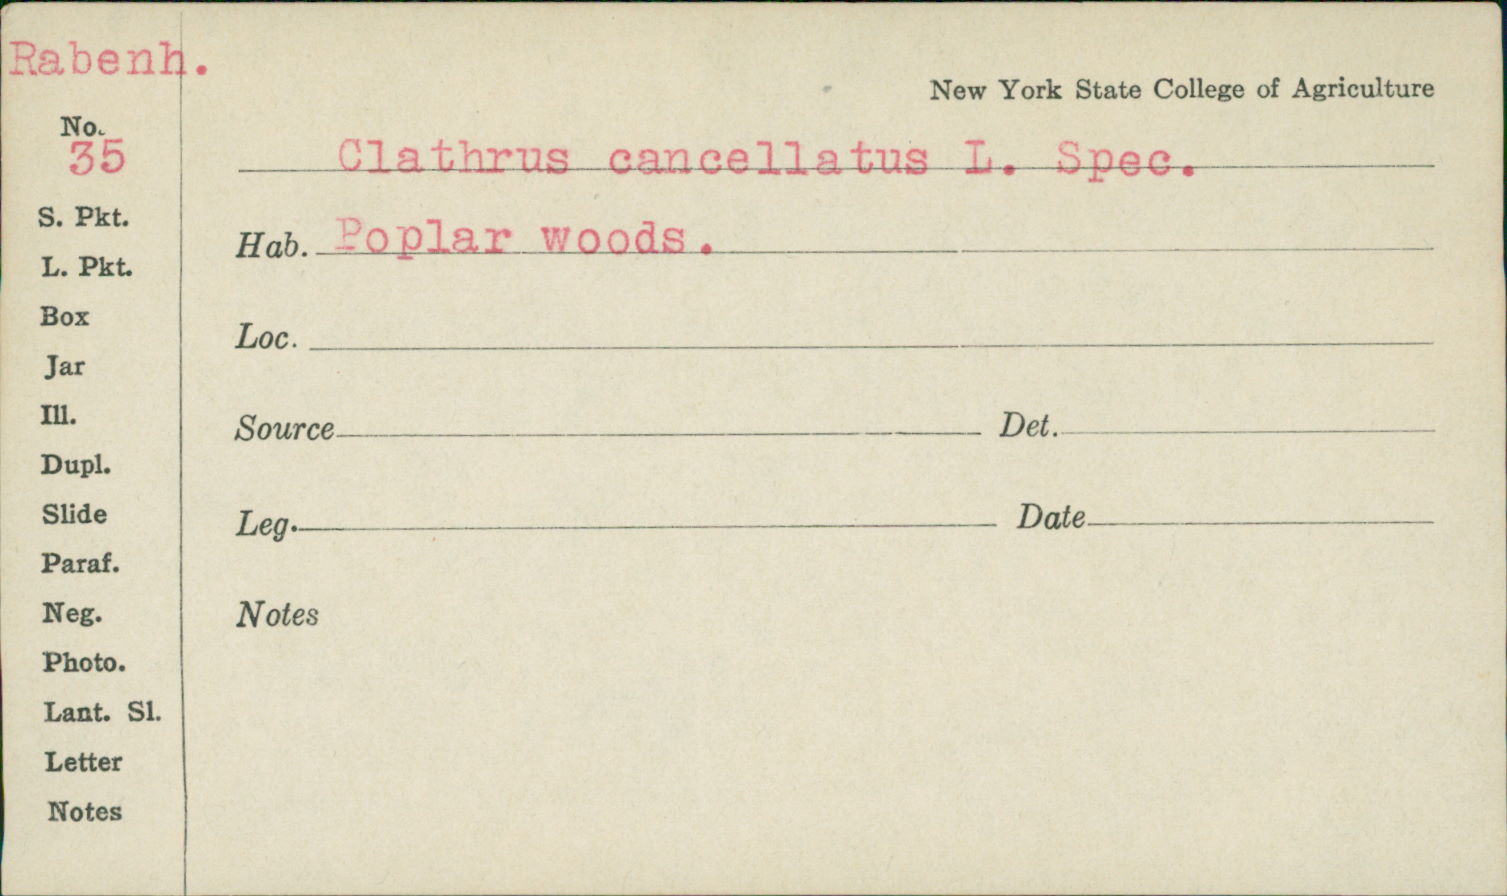 Rabenh.
New York State College of Agriculture
No.
35
Clathrus cancellatus L. Spec.
S. Pkt.
Hab. Poplar woods.
L. Pkt.
Box
Loc.
Jar
Ill.
Source Det.
Dupl.
Slide
Leg. Date
Paraf.
Neg.
Notes
Photo.
Lant. Sl.
Letter
Notes